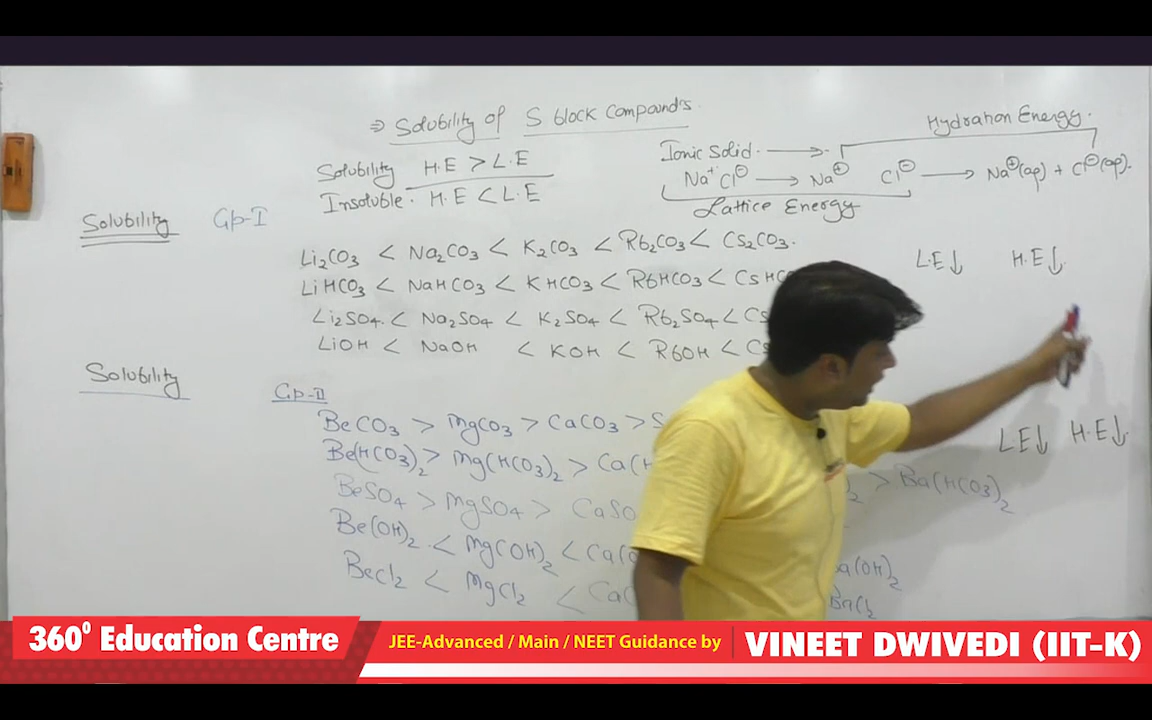 ⇒ Solubility of S block Compounds.
Solubility H.E > L.E
Insoluble. H.E < L.E
Hydration Energy.
Ionic Solid. →
Na⁺Cl⊖ → Na⊕ Cl⊖ → Na⊕(aq) + Cl⊖(aq).
Lattice Energy
Solubility Gp-I
Li₂CO₃ < Na₂CO₃ < K₂CO₃ < Rb₂CO₃ < Cs₂CO₃.
LiHCO₃ < NaHCO₃ < KHCO₃ < RbHCO₃ < CsHC
Li₂SO₄. < Na₂SO₄ < K₂SO₄ < Rb₂SO₄ < Cs
LiOH < NaOH < KOH < RbOH < Cs
L.E↓ H.E↓
Solubility
Gp-II
BeCO₃ > MgCO₃ > CaCO₃ > S
Be(HCO₃)₂ > Mg(HCO₃)₂ > Ca(H > Ba(HCO₃)₂
BeSO₄ > MgSO₄ > CaSO
Be(OH)₂ < Mg(OH)₂ < Ca(O Ba(OH)₂
BeCl₂ < MgCl₂ < Ca BaCl₂
L.E↓ H.E↓
360⁰ Education Centre
JEE-Advanced / Main / NEET Guidance by
VINEET DWIVEDI (IIT-K)